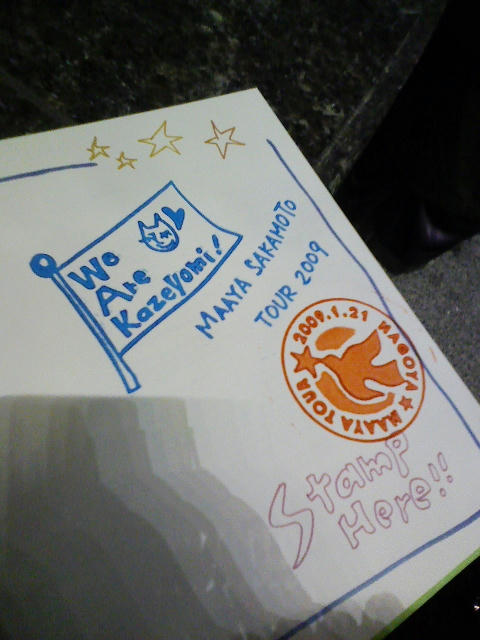 We
Are
Kazeyomi!
MAAYA SAKAMOTO
TOUR 2009
2009.1.21 NAGOYA
MAAYA TOUR
Stamp
Here!!